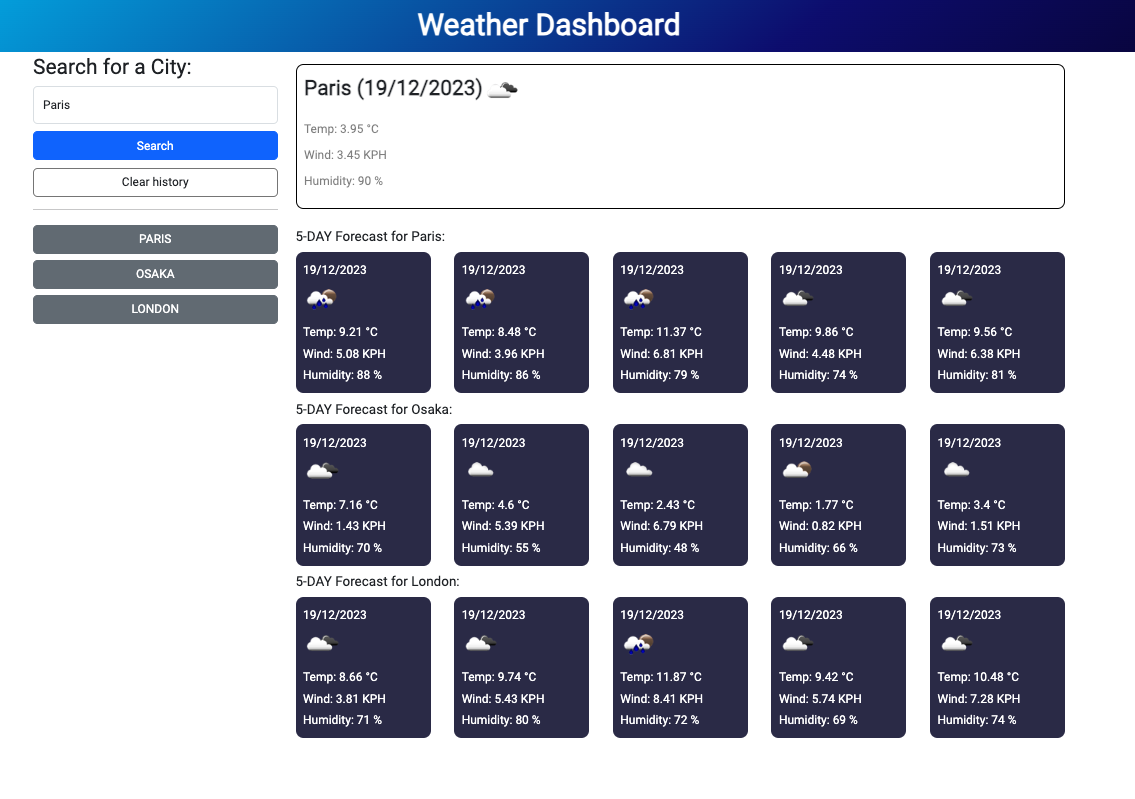 Weather Dashboard
Search for a City:
Paris
Search
Clear history
PARIS
OSAKA
LONDON
Paris (19/12/2023)
Temp: 3.95 °C
Wind: 3.45 KPH
Humidity: 90 %
5-DAY Forecast for Paris:
19/12/2023
Temp: 9.21 °C
Wind: 5.08 KPH
Humidity: 88 %
19/12/2023
Temp: 8.48 °C
Wind: 3.96 KPH
Humidity: 86 %
19/12/2023
Temp: 11.37 °C
Wind: 6.81 KPH
Humidity: 79 %
19/12/2023
Temp: 9.86 °C
Wind: 4.48 KPH
Humidity: 74 %
19/12/2023
Temp: 9.56 °C
Wind: 6.38 KPH
Humidity: 81 %
5-DAY Forecast for Osaka:
19/12/2023
Temp: 7.16 °C
Wind: 1.43 KPH
Humidity: 70 %
19/12/2023
Temp: 4.6 °C
Wind: 5.39 KPH
Humidity: 55 %
19/12/2023
Temp: 2.43 °C
Wind: 6.79 KPH
Humidity: 48 %
19/12/2023
Temp: 1.77 °C
Wind: 0.82 KPH
Humidity: 66 %
19/12/2023
Temp: 3.4 °C
Wind: 1.51 KPH
Humidity: 73 %
5-DAY Forecast for London:
19/12/2023
Temp: 8.66 °C
Wind: 3.81 KPH
Humidity: 71 %
19/12/2023
Temp: 9.74 °C
Wind: 5.43 KPH
Humidity: 80 %
19/12/2023
Temp: 11.87 °C
Wind: 8.41 KPH
Humidity: 72 %
19/12/2023
Temp: 9.42 °C
Wind: 5.74 KPH
Humidity: 69 %
19/12/2023
Temp: 10.48 °C
Wind: 7.28 KPH
Humidity: 74 %